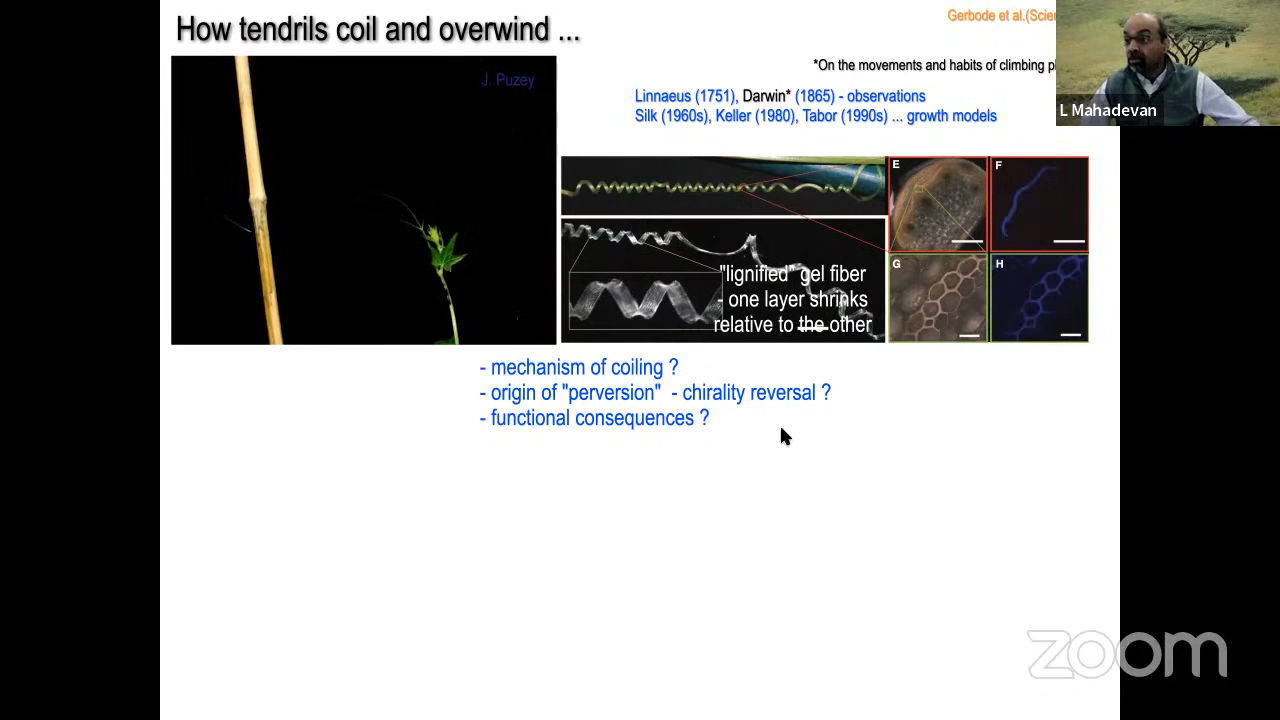 How tendrils coil and overwind ...
Gerbode et al.(Scien
J. Puzey
*On the movements and habits of climbing pl
Linnaeus (1751), Darwin* (1865) - observations
Silk (1960s), Keller (1980), Tabor (1990s) ... growth models
L Mahadevan
E
F
G
H
"lignified" gel fiber
- one layer shrinks
relative to the other
- mechanism of coiling ?
- origin of "perversion" - chirality reversal ?
- functional consequences ?
zoom